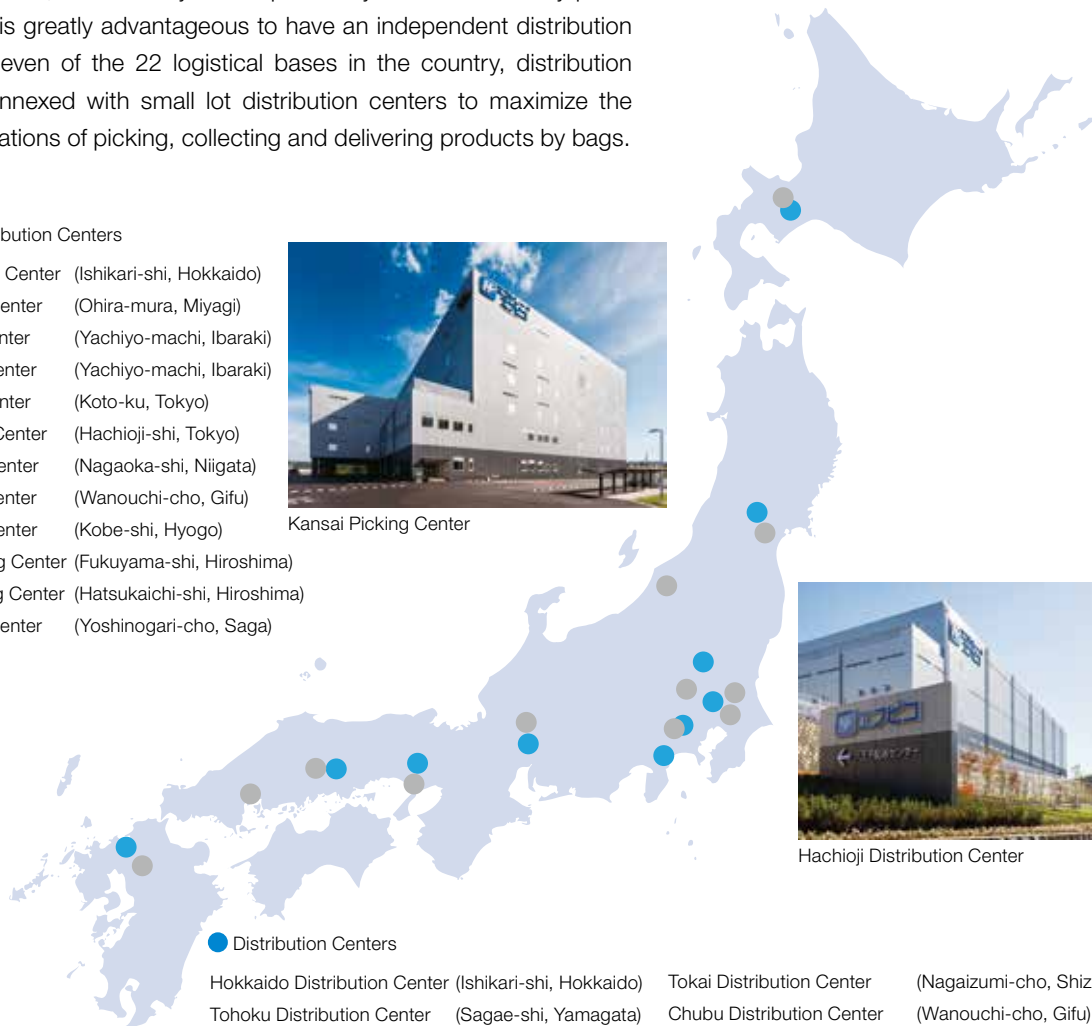 is greatly advantageous to have an independent distribution
even of the 22 logistical bases in the country, distribution
nnexed with small lot distribution centers to maximize the
ations of picking, collecting and delivering products by bags.
bution Centers
Center (Ishikari-shi, Hokkaido)
enter (Ohira-mura, Miyagi)
nter (Yachiyo-machi, Ibaraki)
enter (Yachiyo-machi, Ibaraki)
nter (Koto-ku, Tokyo)
Center (Hachioji-shi, Tokyo)
enter (Nagaoka-shi, Niigata)
enter (Wanouchi-cho, Gifu)
enter (Kobe-shi, Hyogo)
g Center (Fukuyama-shi, Hiroshima)
g Center (Hatsukaichi-shi, Hiroshima)
enter (Yoshinogari-cho, Saga)
Kansai Picking Center
エフピコ
Hachioji Distribution Center
Distribution Centers
Hokkaido Distribution Center (Ishikari-shi, Hokkaido) Tokai Distribution Center (Nagaizumi-cho, Shiz
Tohoku Distribution Center (Sagae-shi, Yamagata) Chubu Distribution Center (Wanouchi-cho, Gifu)